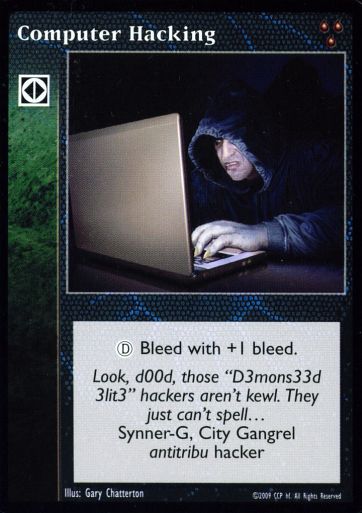 Computer Hacking
Ⓓ Bleed with +1 bleed.
Look, d00d, those “D3mons33d
3lit3” hackers aren’t kewl. They
just can’t spell…
Synner-G, City Gangrel
antitribu hacker
Illus: Gary Chatterton
©2009 CCP hf. All Rights Reserved